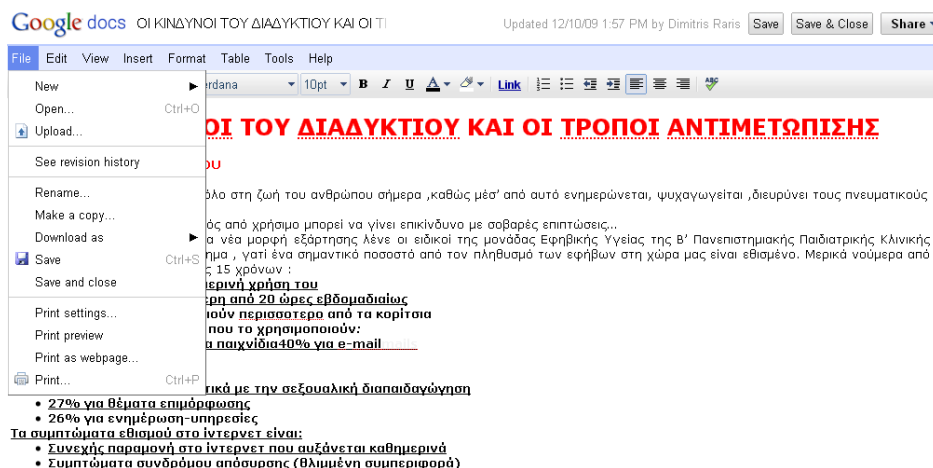 Google docs ΟΙ ΚΙΝΔΥΝΟΙ ΤΟΥ ΔΙΑΔΥΚΤΙΟΥ ΚΑΙ ΟΙ Updated 12/10/09 1:57 PM by Dimitris Raris Save Save & Close Share
File Edit View Insert Format Table Tools Help
erdana 10pt B I U A Link ABC
New
Open... Ctrl+O
Upload...
See revision history
Rename...
Make a copy...
Download as
Save Ctrl+S
Save and close
Print settings...
Print preview
Print as webpage...
Print... Ctrl+P
ΟΙ ΤΟΥ ΔΙΑΔΥΚΤΙΟΥ ΚΑΙ ΟΙ ΤΡΟΠΟΙ ΑΝΤΙΜΕΤΩΠΙΣΗΣ
ου
όλο στη ζωή του ανθρώπου σήμερα ,καθώς μέσ' από αυτό ενημερώνεται, ψυχαγωγείται ,διευρύνει τους πνευματικούς
ός από χρήσιμο μπορεί να γίνει επικίνδυνο με σοβαρές επιπτώσεις...
α νέα μορφή εξάρτησης λένε οι ειδικοί της μονάδας Εφηβικής Υγείας της Β' Πανεπιστημιακής Παιδιατρικής Κλινικής
ημα , γατί ένα σημαντικό ποσοστό από τον πληθυσμό των εφήβων στη χώρα μας είναι εθισμένο. Μερικά νούμερα από
ς 15 χρόνων :
μερινή χρήση του
ερη από 20 ώρες εβδομαδιαίως
ιούν περισσοτερο από τα κορίτσια
που το χρησιμοποιούν:
α παιχνίδια40% για e-mail
τικά με την σεξουαλική διαπαιδαγώγηση
• 27% για θέματα επιμόρφωσης
• 26% για ενημέρωση-υπηρεσίες
Τα συμπτώματα εθισμού στο ίντερνετ είναι:
• Συνεχής παραμονή στο ίντερνετ που αυξάνεται καθημερινά
• Συμπτώματα συνδρόμου απόσυρσης (θλιμμένη συμπεριφορά)